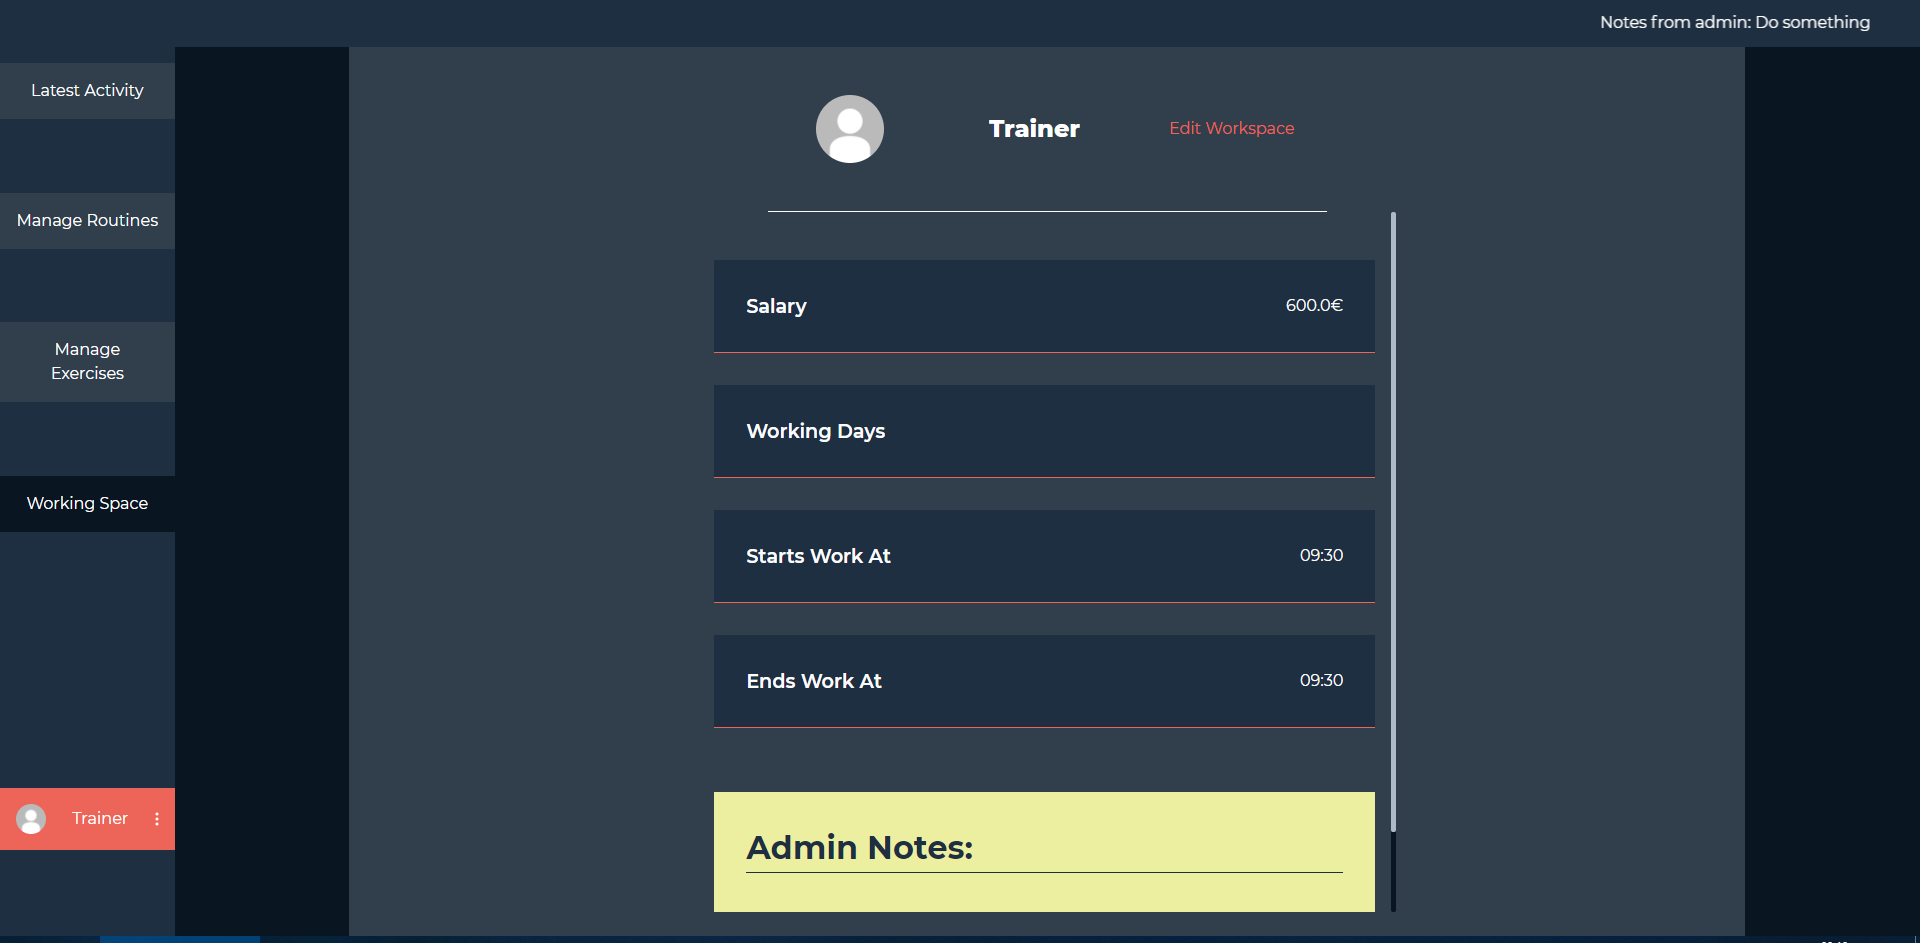 Notes from admin: Do something
Latest Activity
Manage Routines
Manage
Exercises
Working Space
Trainer
Trainer
Edit Workspace
Salary
600.0€
Working Days
Starts Work At
09:30
Ends Work At
09:30
Admin Notes: